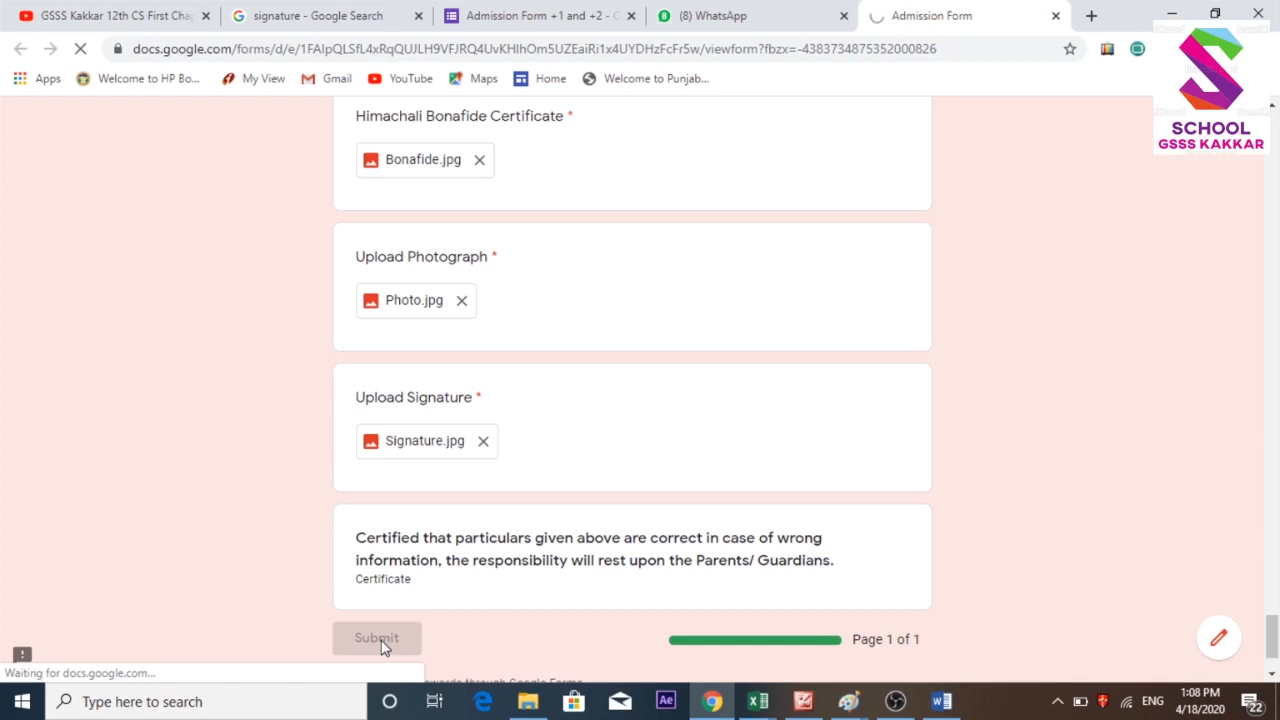 GSSS Kakkar 12th CS First Cha
signature - Google Search
Admission Form +1 and +2 - G
(8) WhatsApp
Admission Form
docs.google.com/forms/d/e/1FAIpQLSfL4xRqQUJLH9VFJRQ4UvKHIhOm5UZEaiRi1x4UYDHzFcFr5w/viewform?fbzx=-4383734875352000826
Apps
Welcome to HP Bo...
My View
Gmail
YouTube
Maps
Home
Welcome to Punjab...
SCHOOL
GSSS KAKKAR
Himachali Bonafide Certificate *
Bonafide.jpg
Upload Photograph *
Photo.jpg
Upload Signature *
Signature.jpg
Certified that particulars given above are correct in case of wrong
information, the responsibility will rest upon the Parents/ Guardians.
Certificate
Submit
Page 1 of 1
Waiting for docs.google.com...
Type here to search
Ae
ENG
1:08 PM
4/18/2020
22